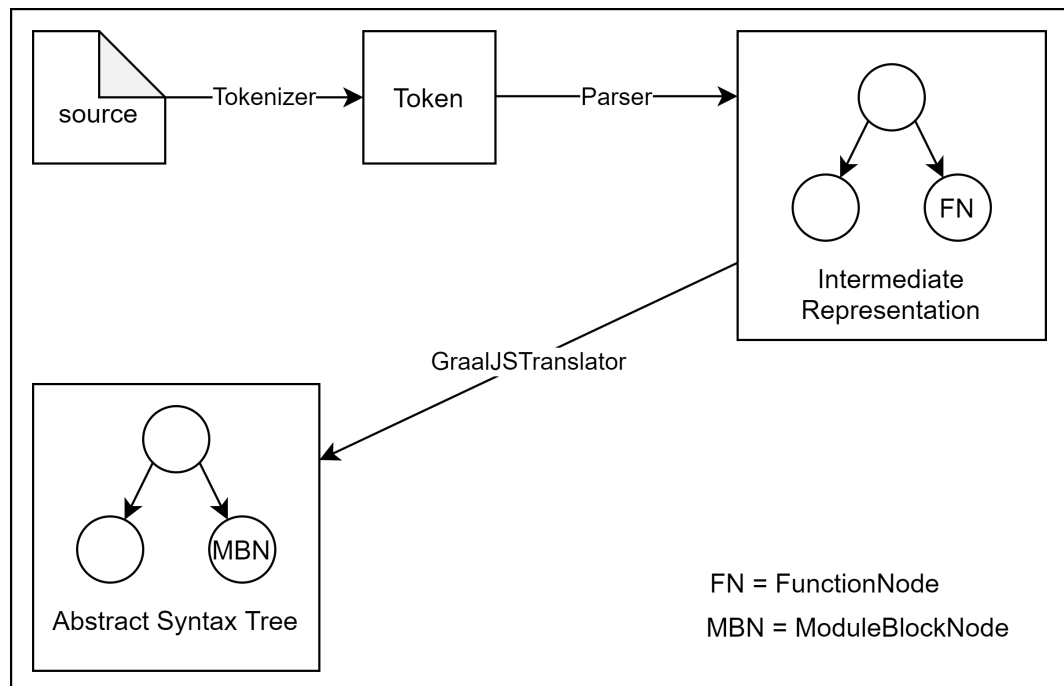 source
Tokenizer
Token
Parser
FN
Intermediate
Representation
GraalJSTranslator
MBN
Abstract Syntax Tree
FN = FunctionNode
MBN = ModuleBlockNode